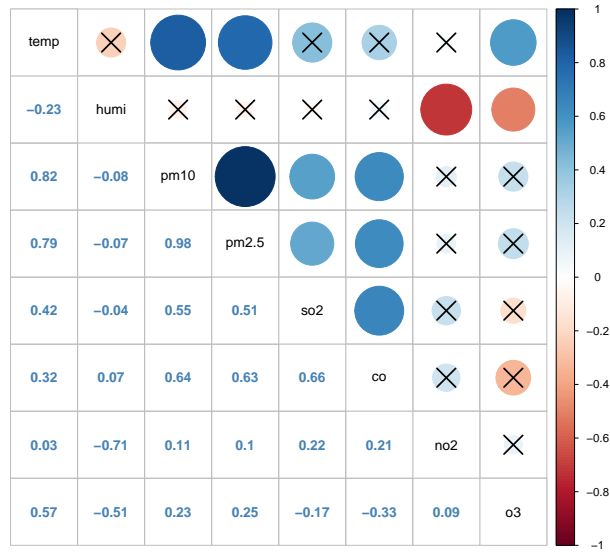 temp
−0.23 humi
0.82 −0.08 pm10
0.79 −0.07 0.98 pm2.5
0.42 −0.04 0.55 0.51 so2
0.32 0.07 0.64 0.63 0.66 co
0.03 −0.71 0.11 0.1 0.22 0.21 no2
0.57 −0.51 0.23 0.25 −0.17 −0.33 0.09 o3
1
0.8
0.6
0.4
0.2
0
−0.2
−0.4
−0.6
−0.8
−1